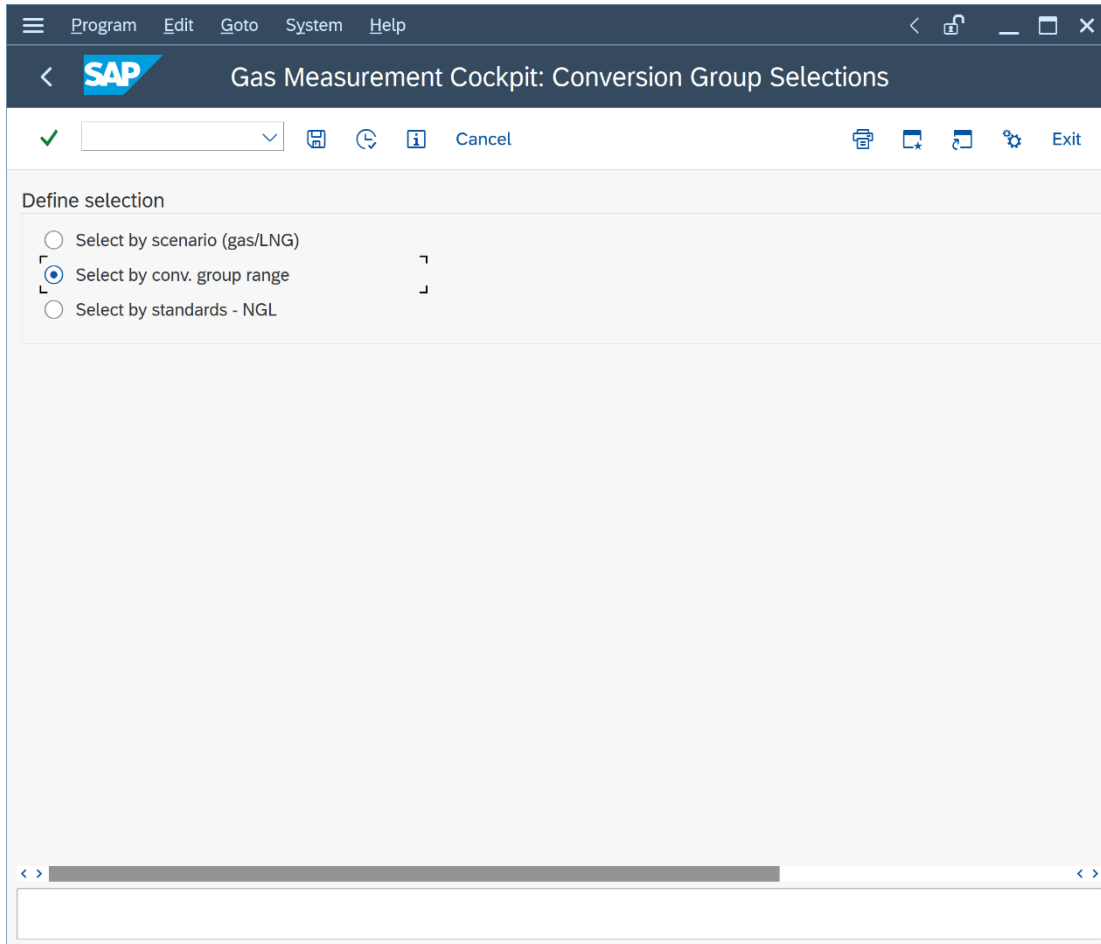 Program Edit Goto System Help
SAP Gas Measurement Cockpit: Conversion Group Selections
Cancel Exit
Define selection
Select by scenario (gas/LNG)
Select by conv. group range
Select by standards - NGL